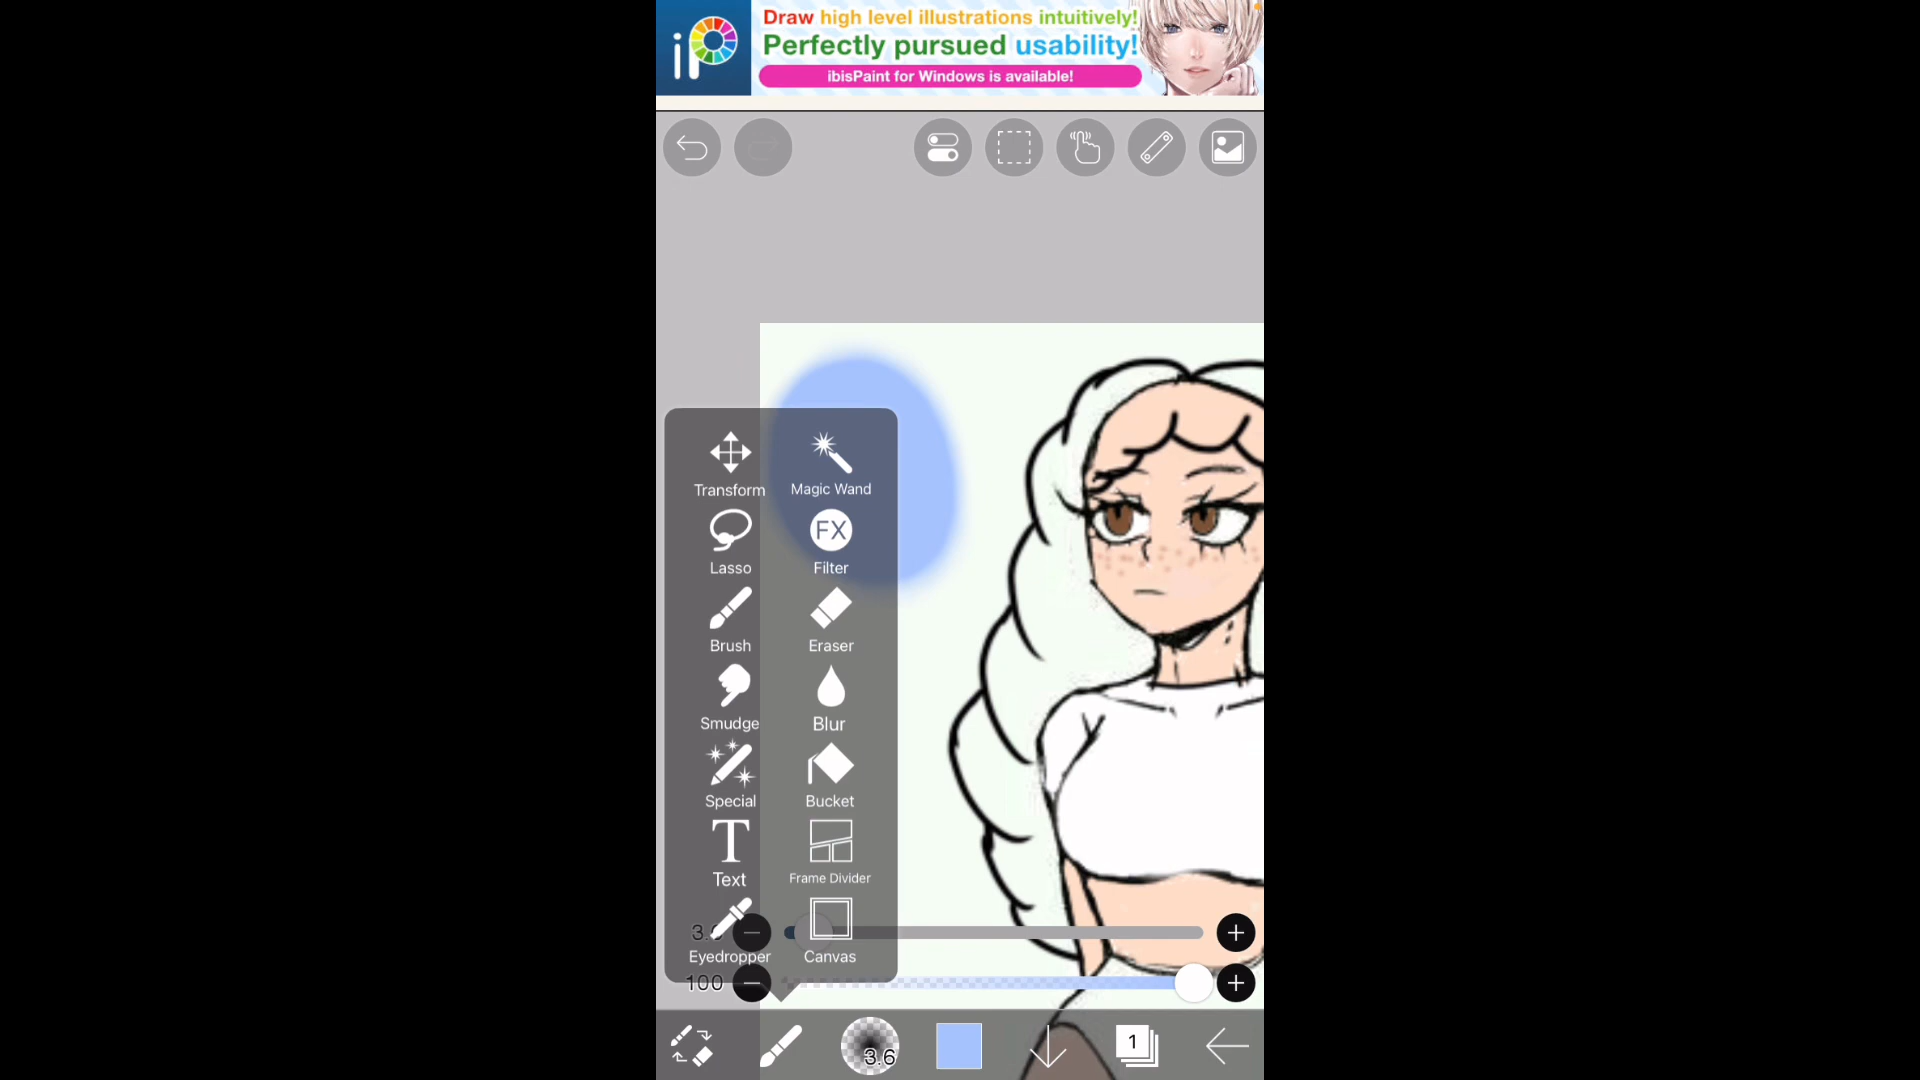 iP
Draw high level illustrations intuitively!
Perfectly pursued usability!
ibisPaint for Windows is available!
Transform
Magic Wand
Lasso
FX
Filter
Brush
Eraser
Smudge
Blur
Special
Bucket
T
Text
Frame Divider
Eyedropper
Canvas
100
3.6
1